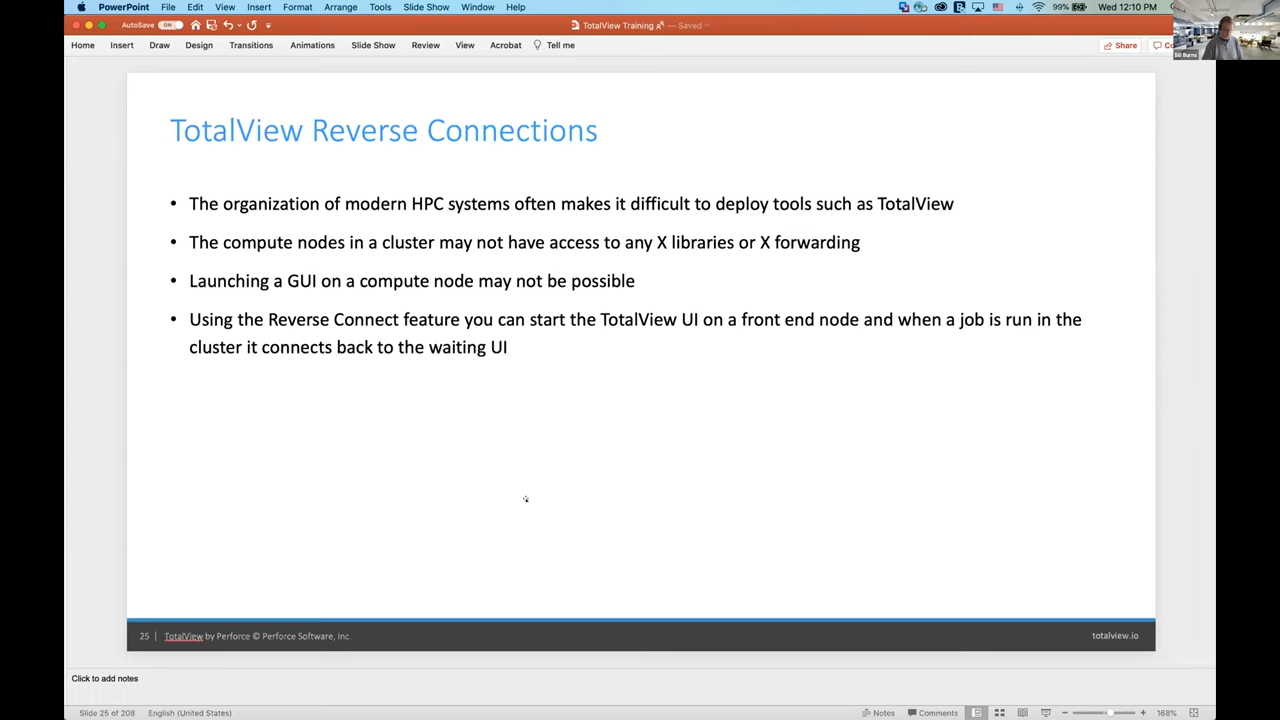 PowerPoint File Edit View Insert Format Arrange Tools Slide Show Window Help 99% Wed 12:10 PM
AutoSave ON TotalView Training — Saved
Home Insert Draw Design Transitions Animations Slide Show Review View Acrobat Tell me Share
Bill Burns
TotalView Reverse Connections
• The organization of modern HPC systems often makes it difficult to deploy tools such as TotalView
• The compute nodes in a cluster may not have access to any X libraries or X forwarding
• Launching a GUI on a compute node may not be possible
• Using the Reverse Connect feature you can start the TotalView UI on a front end node and when a job is run in the
cluster it connects back to the waiting UI
25 | TotalView by Perforce © Perforce Software, Inc. totalview.io
Click to add notes
Slide 25 of 208 English (United States) Notes Comments 168%